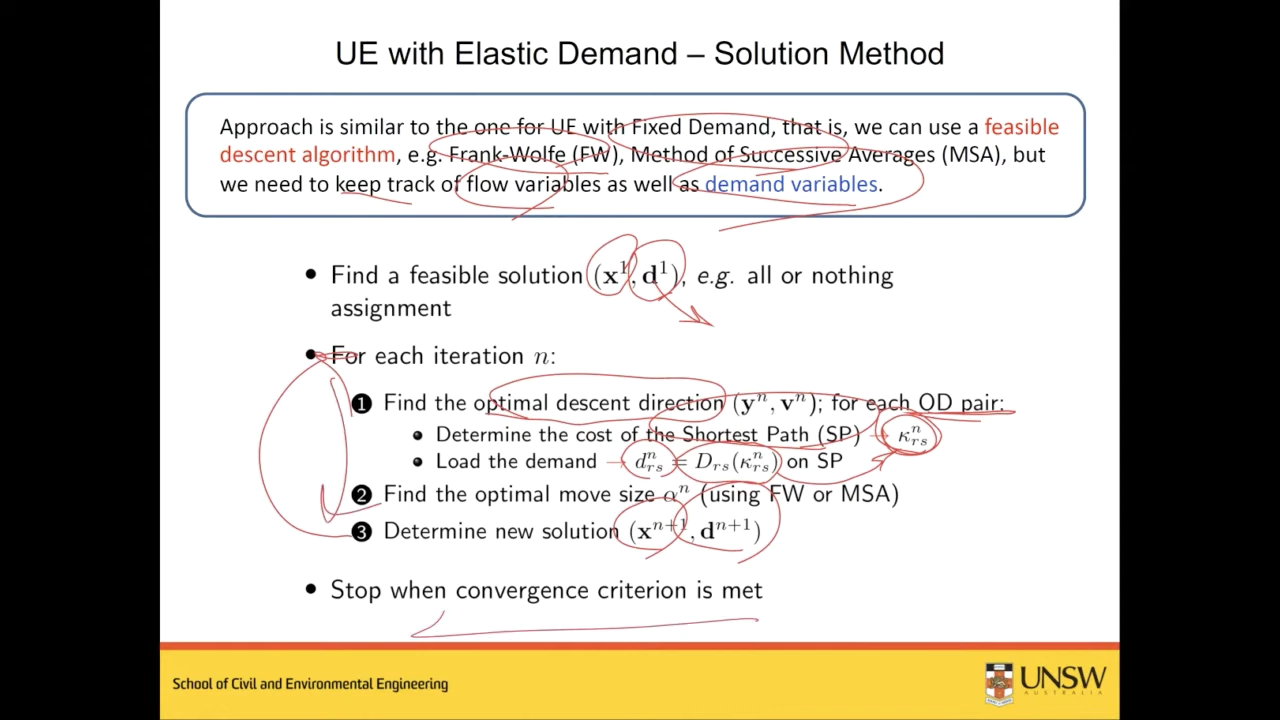 UE with Elastic Demand – Solution Method
Approach is similar to the one for UE with Fixed Demand, that is, we can use a feasible
descent algorithm, e.g. Frank-Wolfe (FW), Method of Successive Averages (MSA), but
we need to keep track of flow variables as well as demand variables.
• Find a feasible solution (x¹, d¹), e.g. all or nothing
assignment
• For each iteration n:
❶ Find the optimal descent direction (yⁿ, vⁿ); for each OD pair:
• Determine the cost of the Shortest Path (SP) → κⁿᵣₛ
• Load the demand → dⁿᵣₛ = Dᵣₛ(κⁿᵣₛ) on SP
❷ Find the optimal move size αⁿ (using FW or MSA)
❸ Determine new solution (xⁿ⁺¹, dⁿ⁺¹)
• Stop when convergence criterion is met
School of Civil and Environmental Engineering
UNSW
AUSTRALIA